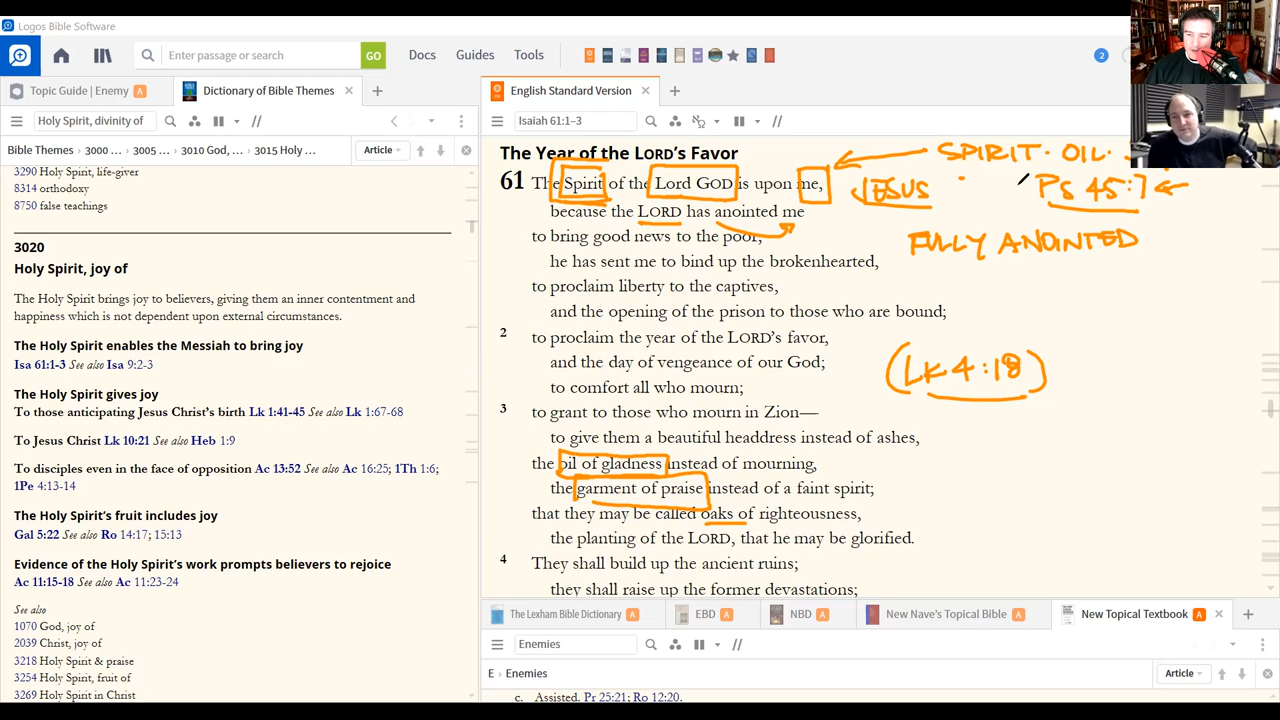 Logos Bible Software
Enter passage or search
GO
Docs
Guides
Tools
2
Topic Guide | Enemy A
Dictionary of Bible Themes
Holy Spirit, divinity of
Bible Themes › 3000 ... › 3005 ... › 3010 God, ... › 3015 Holy ...
Article
3290 Holy Spirit, life-giver
8314 orthodoxy
8750 false teachings
3020
Holy Spirit, joy of
The Holy Spirit brings joy to believers, giving them an inner contentment and
happiness which is not dependent upon external circumstances.
The Holy Spirit enables the Messiah to bring joy
Isa 61:1-3 See also Isa 9:2-3
The Holy Spirit gives joy
To those anticipating Jesus Christ's birth Lk 1:41-45 See also Lk 1:67-68
To Jesus Christ Lk 10:21 See also Heb 1:9
To disciples even in the face of opposition Ac 13:52 See also Ac 16:25; 1Th 1:6;
1Pe 4:13-14
The Holy Spirit's fruit includes joy
Gal 5:22 See also Ro 14:17; 15:13
Evidence of the Holy Spirit's work prompts believers to rejoice
Ac 11:15-18 See also Ac 11:23-24
See also
1070 God, joy of
2039 Christ, joy of
3218 Holy Spirit & praise
3254 Holy Spirit, fruit of
3269 Holy Spirit in Christ
English Standard Version
Isaiah 61:1–3
The Year of the LORD's Favor
61 The Spirit of the Lord GOD is upon me,
because the LORD has anointed me
to bring good news to the poor;
he has sent me to bind up the brokenhearted,
to proclaim liberty to the captives,
and the opening of the prison to those who are bound;
2 to proclaim the year of the LORD's favor,
and the day of vengeance of our God;
to comfort all who mourn;
3 to grant to those who mourn in Zion—
to give them a beautiful headdress instead of ashes,
the oil of gladness instead of mourning,
the garment of praise instead of a faint spirit;
that they may be called oaks of righteousness,
the planting of the LORD, that he may be glorified.
4 They shall build up the ancient ruins;
they shall raise up the former devastations;
SPIRIT · OIL ·
JESUS
Ps 45:7
FULLY ANOINTED
(Lk 4:18)
The Lexham Bible Dictionary A
EBD A
NBD A
New Nave's Topical Bible A
New Topical Textbook A
Enemies
E › Enemies
Article
c. Assisted. Pr 25:21; Ro 12:20.